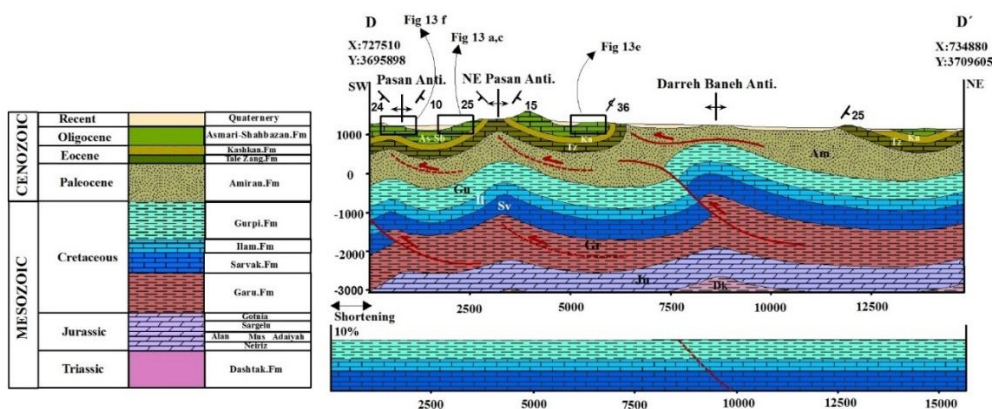 CENOZOIC
Recent Quaternery
Oligocene Asmari-Shahbazan.Fm
Eocene Kashkan.Fm
Tale Zang.Fm
Paleocene Amiran.Fm
MESOZOIC
Cretaceous Gurpi.Fm
Ilam.Fm
Sarvak.Fm
Garu.Fm
Jurassic Gotnia
Sargelu
Alan Mus Adaiyah
Neiriz
Triassic Dashtak.Fm
D
X:727510
Y:3695898
SW
Fig 13 f
Fig 13 a,c
Fig 13e
D´
X:734880
Y:3709605
NE
Pasan Anti.
NE Pasan Anti.
Darreh Baneh Anti.
24 10 25 15 36 25
1000
0
-1000
-2000
-3000
As-Sb
Ka
Tz
Ka
Tz
Am
Gu
Il
Sv
Gr
Ju
Dk
2500 5000 7500 10000 12500
Shortening
10%
2500 5000 7500 10000 12500 15000